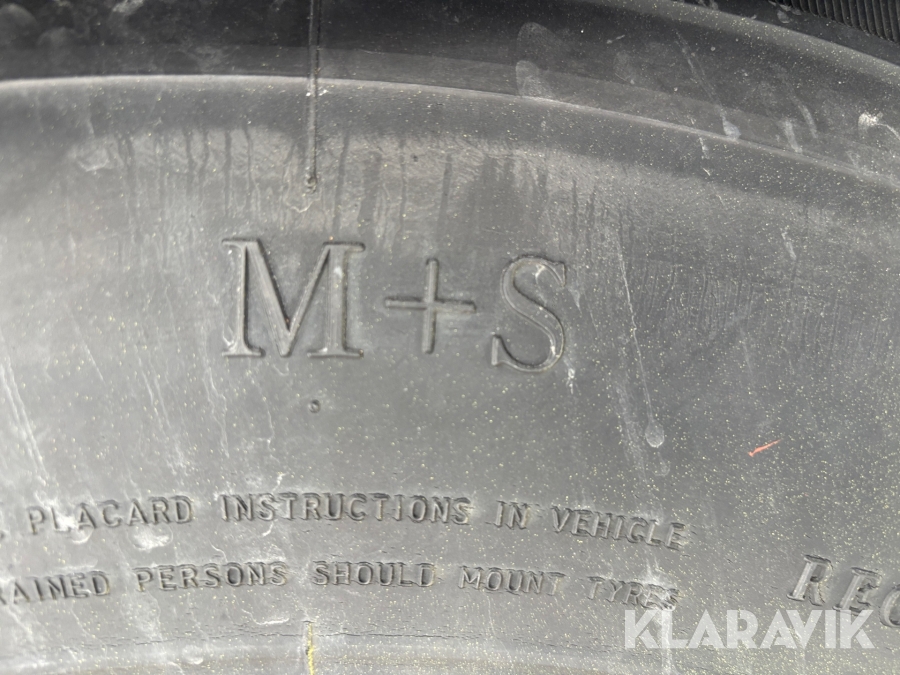 M+S
PLACARD INSTRUCTIONS IN VEHICLE
PERSONS SHOULD MOUNT TYRES
KLARAVIK